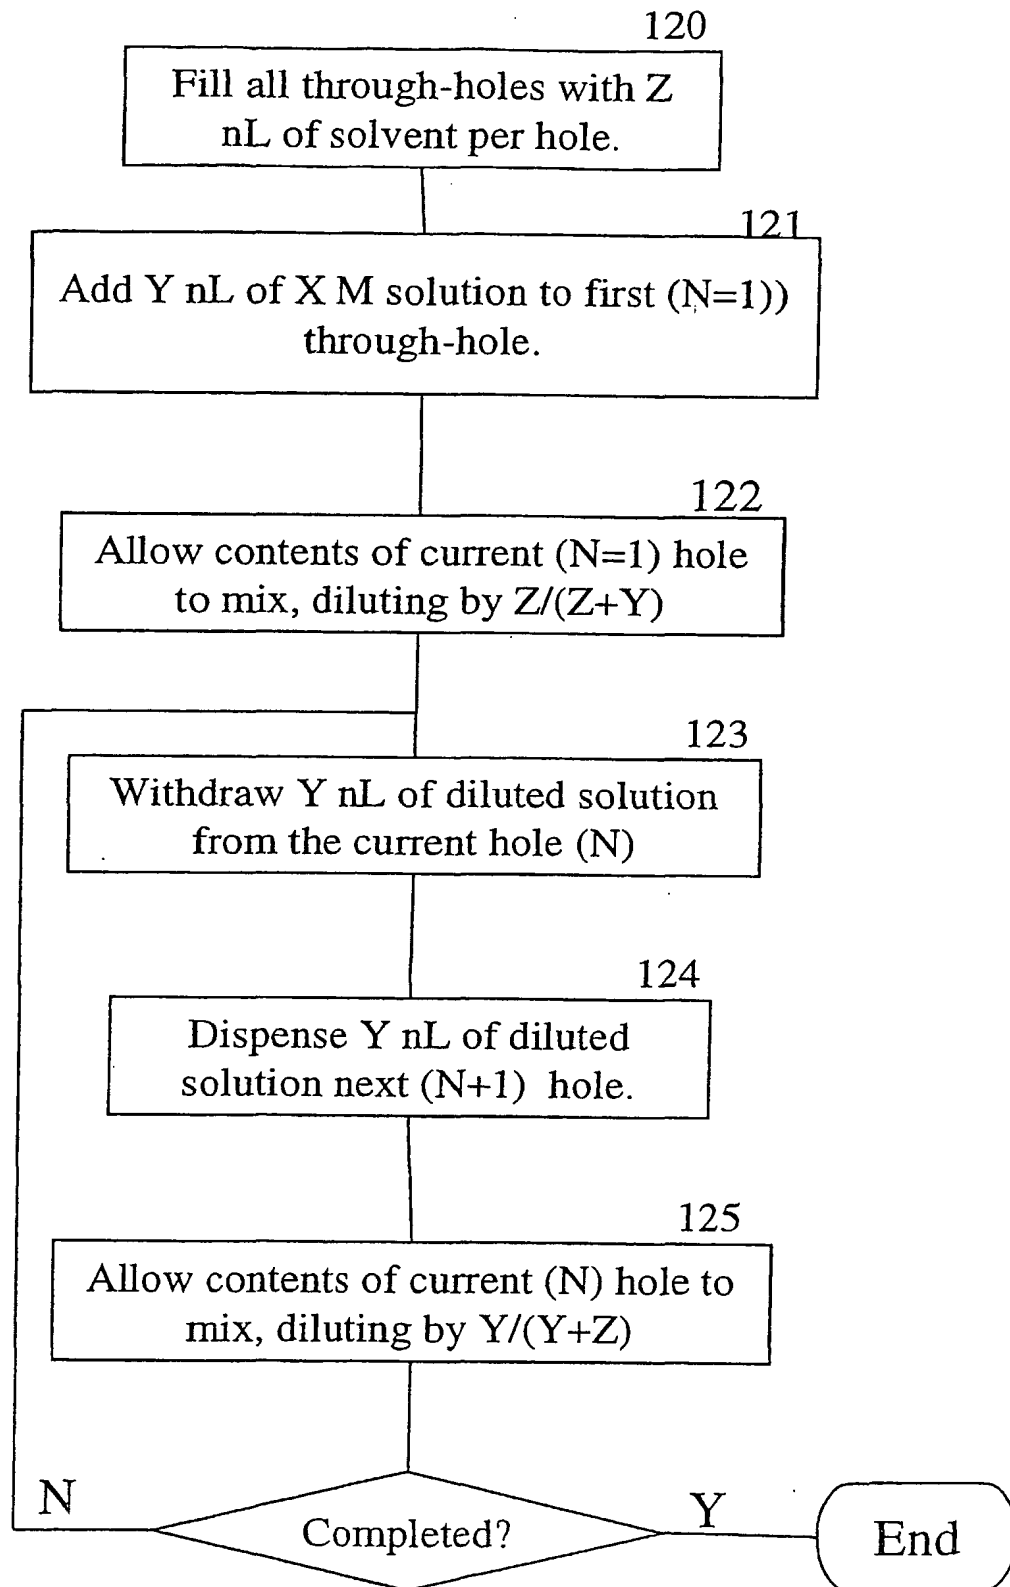 120
Fill all through-holes with Z
nL of solvent per hole.
121
Add Y nL of X M solution to first (N=1))
through-hole.
122
Allow contents of current (N=1) hole
to mix, diluting by Z/(Z+Y)
123
Withdraw Y nL of diluted solution
from the current hole (N)
124
Dispense Y nL of diluted
solution next (N+1) hole.
125
Allow contents of current (N) hole to
mix, diluting by Y/(Y+Z)
N
Completed?
Y
End